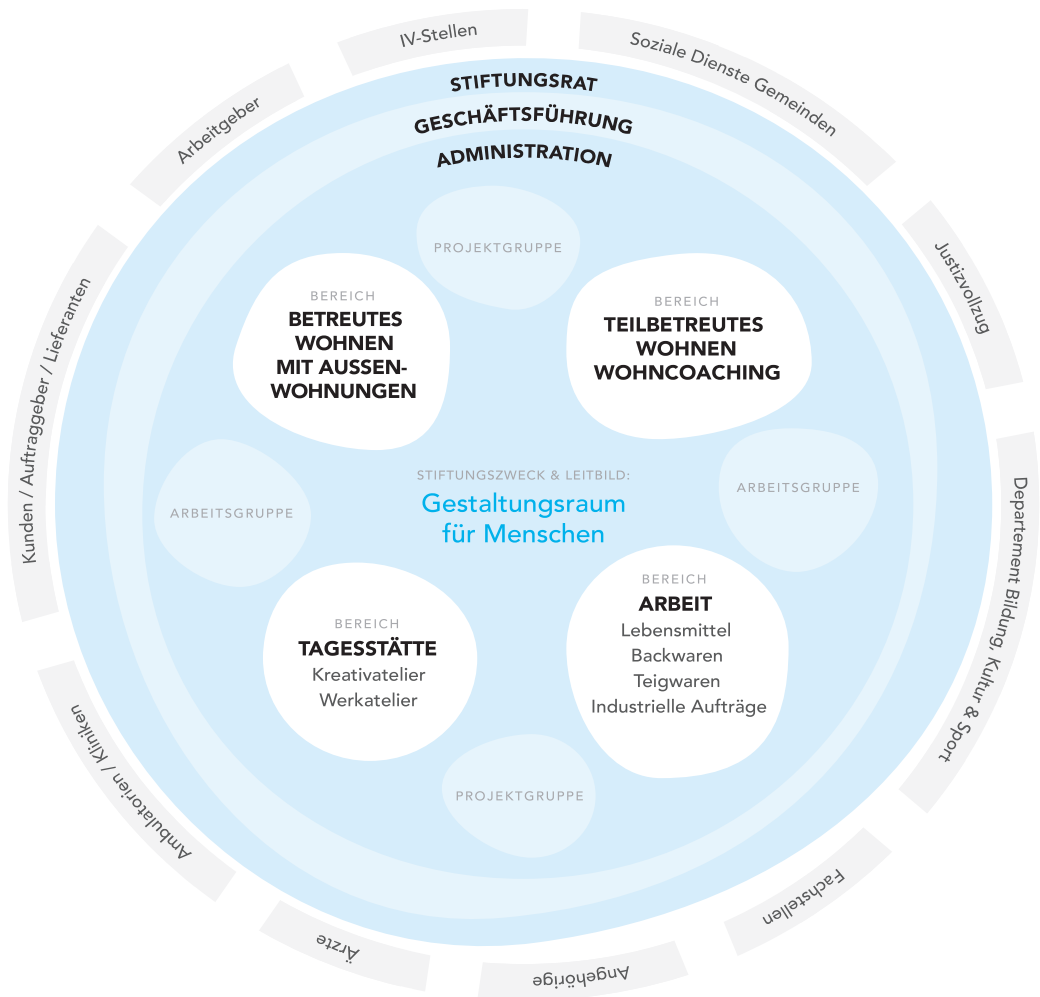 IV-Stellen
Soziale Dienste Gemeinden
Arbeitgeber
Justizvollzug
Kunden / Auftraggeber / Lieferanten
Departement Bildung, Kultur & Sport
Ambulatorien / Kliniken
Fachstellen
Ärzte
Angehörige
STIFTUNGSRAT
GESCHÄFTSFÜHRUNG
ADMINISTRATION
PROJEKTGRUPPE
BEREICH
BETREUTES
WOHNEN
MIT AUSSEN-
WOHNUNGEN
BEREICH
TEILBETREUTES
WOHNEN
WOHNCOACHING
ARBEITSGRUPPE
STIFTUNGSZWECK & LEITBILD:
Gestaltungsraum
für Menschen
ARBEITSGRUPPE
BEREICH
TAGESSTÄTTE
Kreativatelier
Werkatelier
BEREICH
ARBEIT
Lebensmittel
Backwaren
Teigwaren
Industrielle Aufträge
PROJEKTGRUPPE